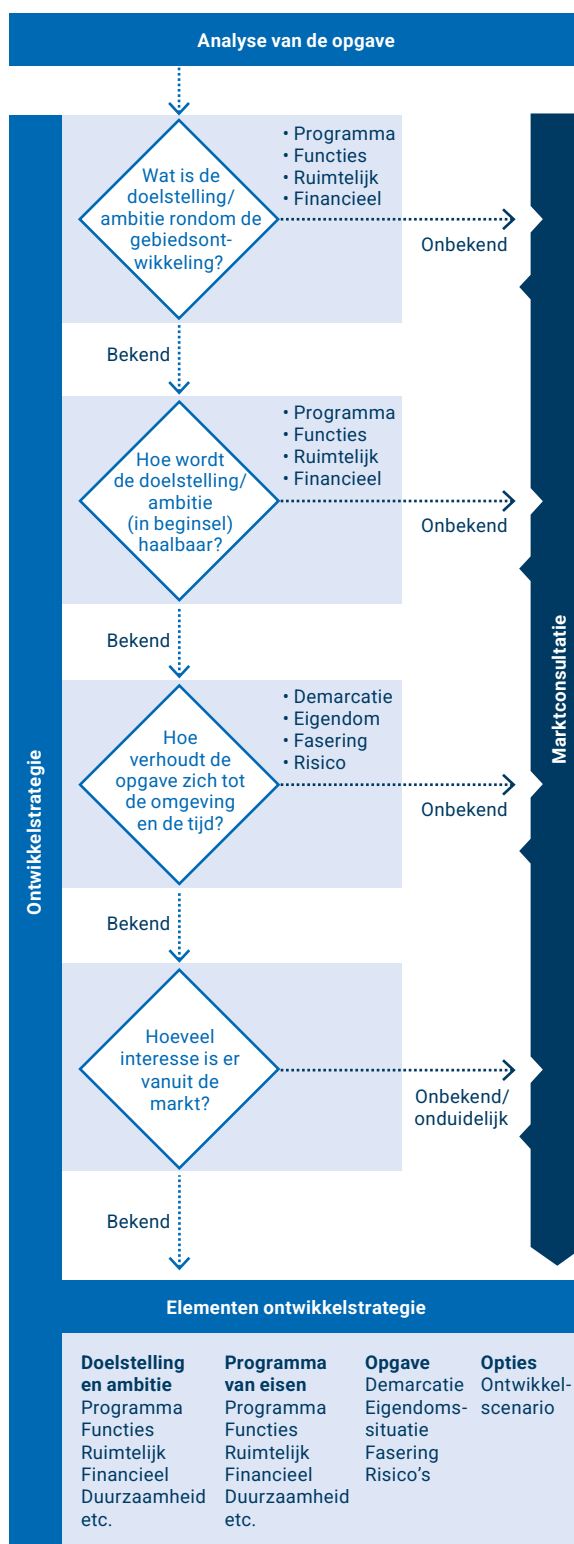 Analyse van de opgave
Wat is de
doelstelling/
ambitie rondom de
gebiedsont-
wikkeling?
• Programma
• Functies
• Ruimtelijk
• Financieel
Onbekend
Bekend
Hoe wordt
de doelstelling/
ambitie
(in beginsel)
haalbaar?
• Programma
• Functies
• Ruimtelijk
• Financieel
Onbekend
Bekend
Hoe
verhoudt de
opgave zich tot
de omgeving
en de tijd?
• Demarcatie
• Eigendom
• Fasering
• Risico
Onbekend
Bekend
Hoeveel
interesse is er
vanuit de
markt?
Onbekend/
onduidelijk
Bekend
Ontwikkelstrategie
Marktconsultatie
Elementen ontwikkelstrategie
Doelstelling
en ambitie
Programma
Functies
Ruimtelijk
Financieel
Duurzaamheid
etc.
Programma
van eisen
Programma
Functies
Ruimtelijk
Financieel
Duurzaamheid
etc.
Opgave
Demarcatie
Eigendoms-
situatie
Fasering
Risico’s
Opties
Ontwikkel-
scenario